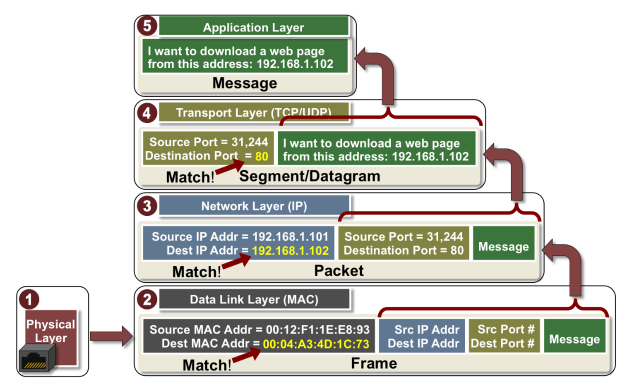 5
Application Layer
I want to download a web page
from this address: 192.168.1.102
Message
4
Transport Layer (TCP/UDP)
Source Port = 31,244
Destination Port = 80
I want to download a web page
from this address: 192.168.1.102
Match!
Segment/Datagram
3
Network Layer (IP)
Source IP Addr = 192.168.1.101
Dest IP Addr = 192.168.1.102
Source Port = 31,244
Destination Port = 80
Message
Match!
Packet
1
Physical
Layer
2
Data Link Layer (MAC)
Source MAC Addr = 00:12:F1:1E:E8:93
Dest MAC Addr = 00:04:A3:4D:1C:73
Src IP Addr
Dest IP Addr
Src Port #
Dest Port #
Message
Match!
Frame